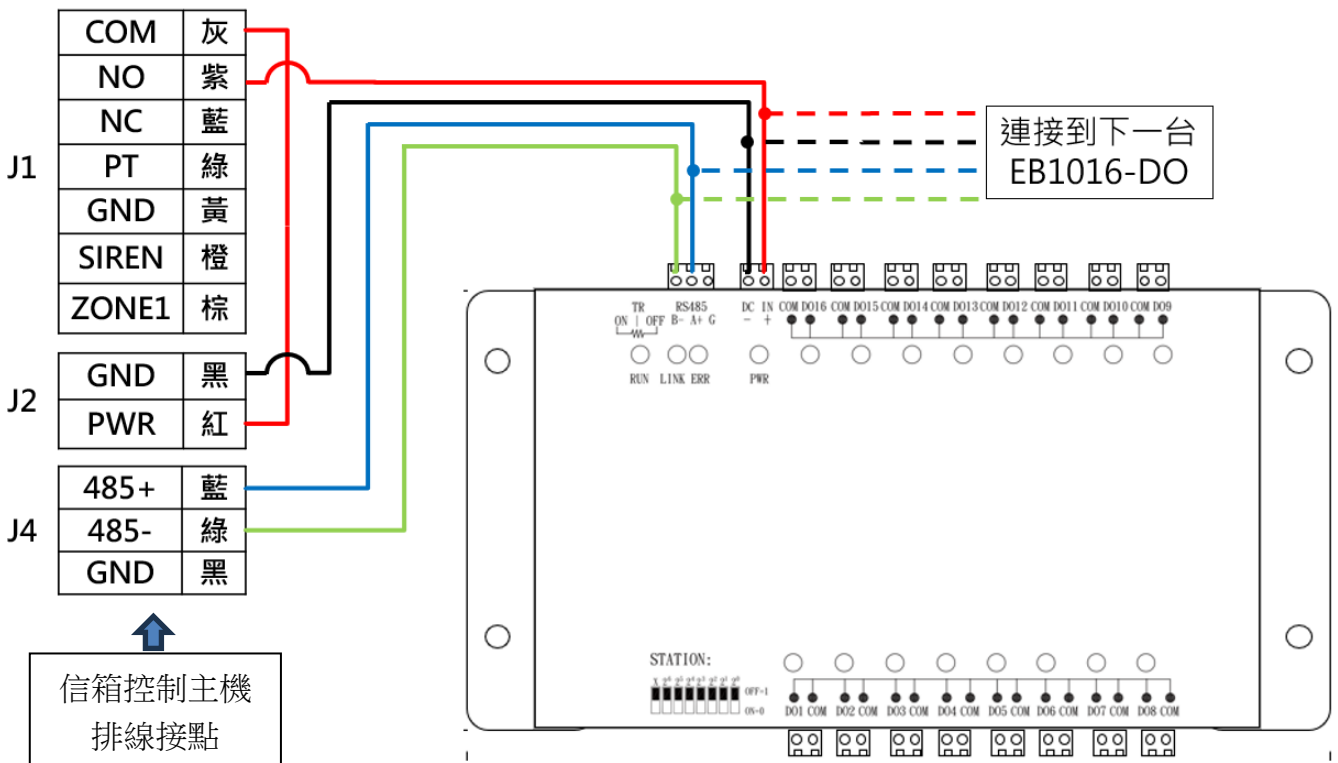 J1
COM 灰
NO 紫
NC 藍
PT 綠
GND 黃
SIREN 橙
ZONE1 棕
J2
GND 黑
PWR 紅
J4
485+ 藍
485- 綠
GND 黑
信箱控制主機
排線接點
連接到下一台
EB1016-DO
TR RS485 DC IN COM DO16 COM DO15 COM DO14 COM DO13 COM DO12 COM DO11 COM DO10 COM DO9
ON | OFF B- A+ G - +
RUN LINK ERR PWR
STATION:
OFF-1
ON-0
DO1 COM DO2 COM DO3 COM DO4 COM DO5 COM DO6 COM DO7 COM DO8 COM